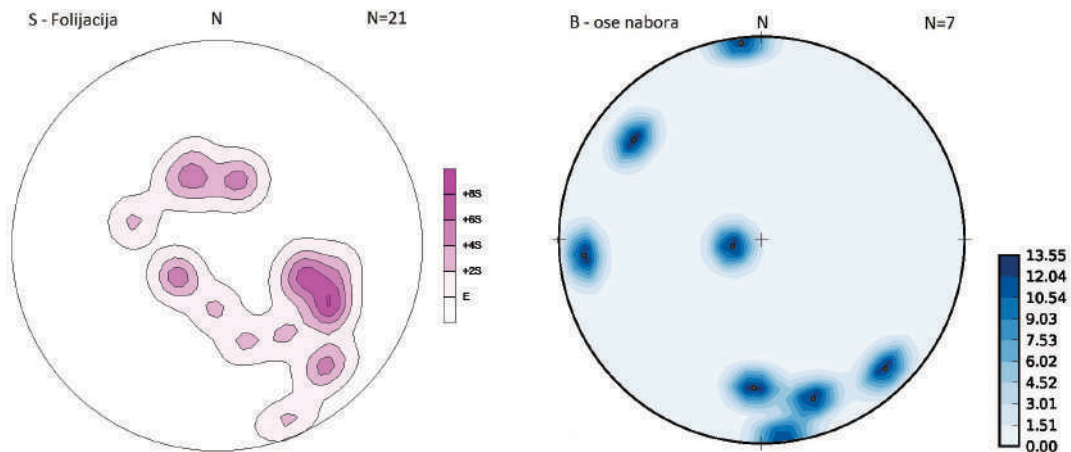 S - Folijacija N N=21
+8S
+6S
+4S
+2S
E
B - ose nabora N N=7
13.55
12.04
10.54
9.03
7.53
6.02
4.52
3.01
1.51
0.00